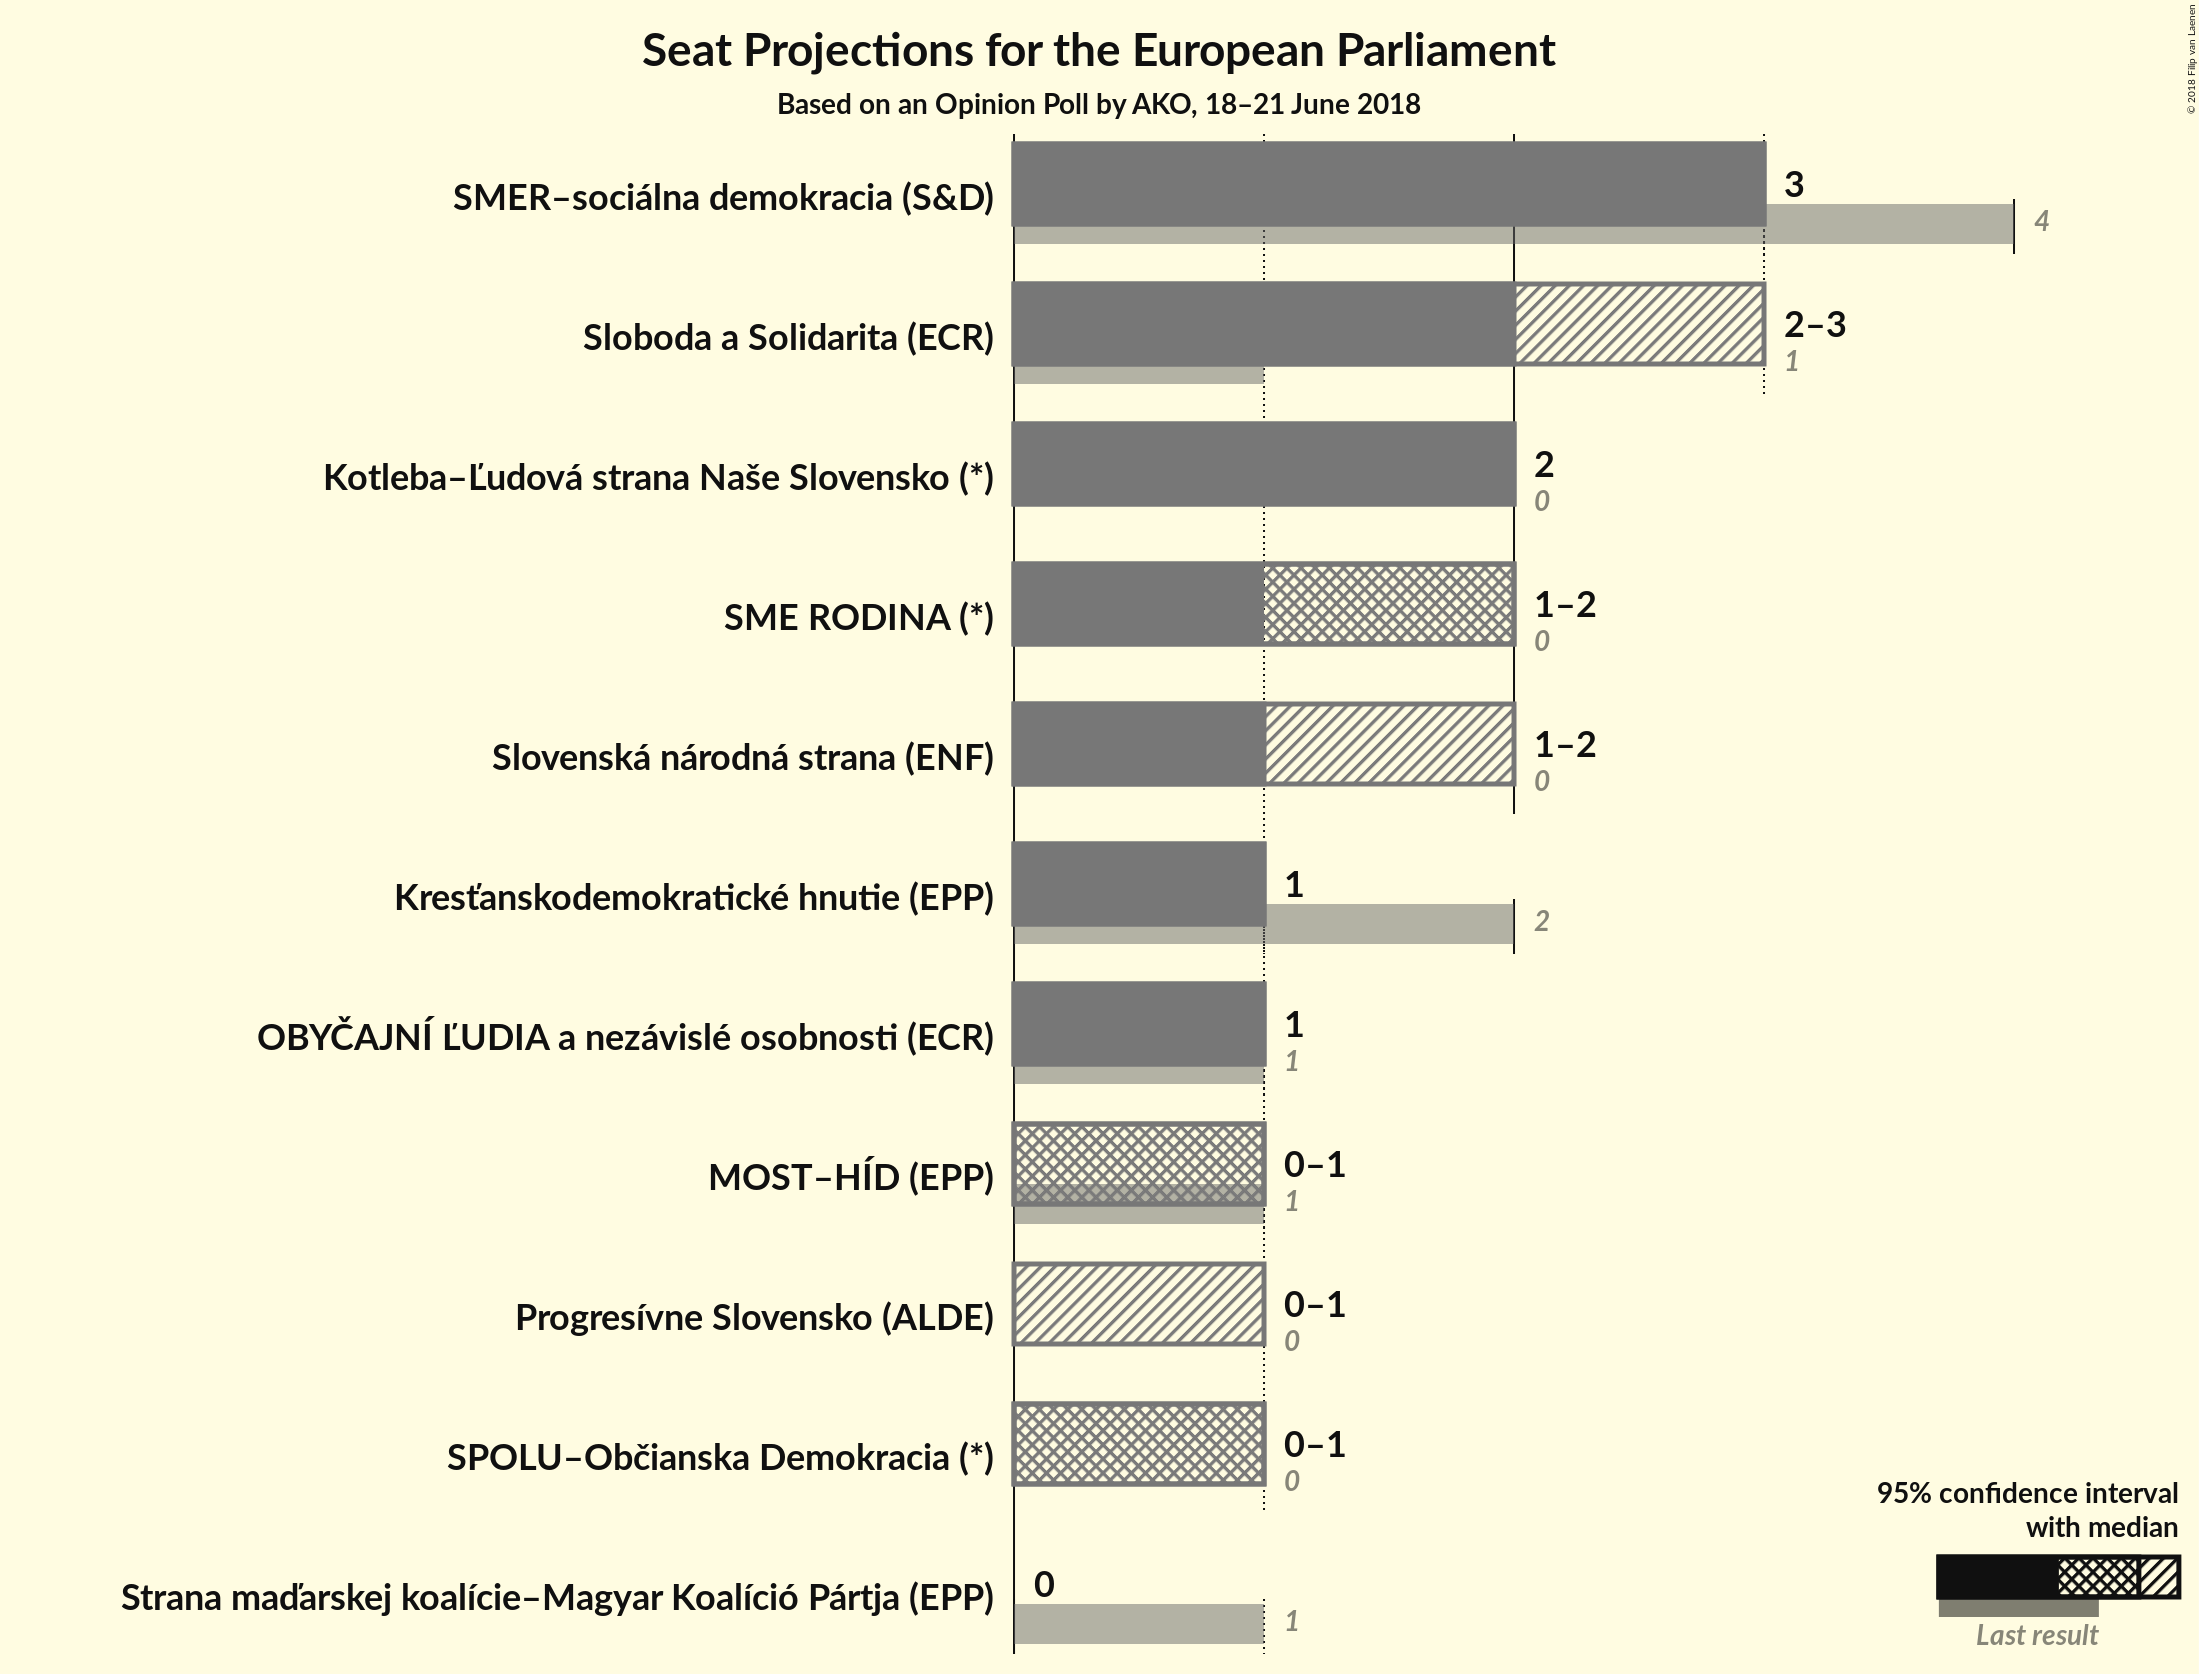 Seat Projections for the European Parliament
Based on an Opinion Poll by AKO, 18–21 June 2018
© 2018 Filip van Laenen
SMER–sociálna demokracia (S&D)
3
4
Sloboda a Solidarita (ECR)
2–3
1
Kotleba–Ľudová strana Naše Slovensko (*)
2
0
SME RODINA (*)
1–2
0
Slovenská národná strana (ENF)
1–2
0
Kresťanskodemokratické hnutie (EPP)
1
2
OBYČAJNÍ ĽUDIA a nezávislé osobnosti (ECR)
1
1
MOST–HÍD (EPP)
0–1
1
Progresívne Slovensko (ALDE)
0–1
0
SPOLU–Občianska Demokracia (*)
0–1
0
Strana maďarskej koalície–Magyar Koalíció Pártja (EPP)
0
1
95% confidence interval
with median
Last result